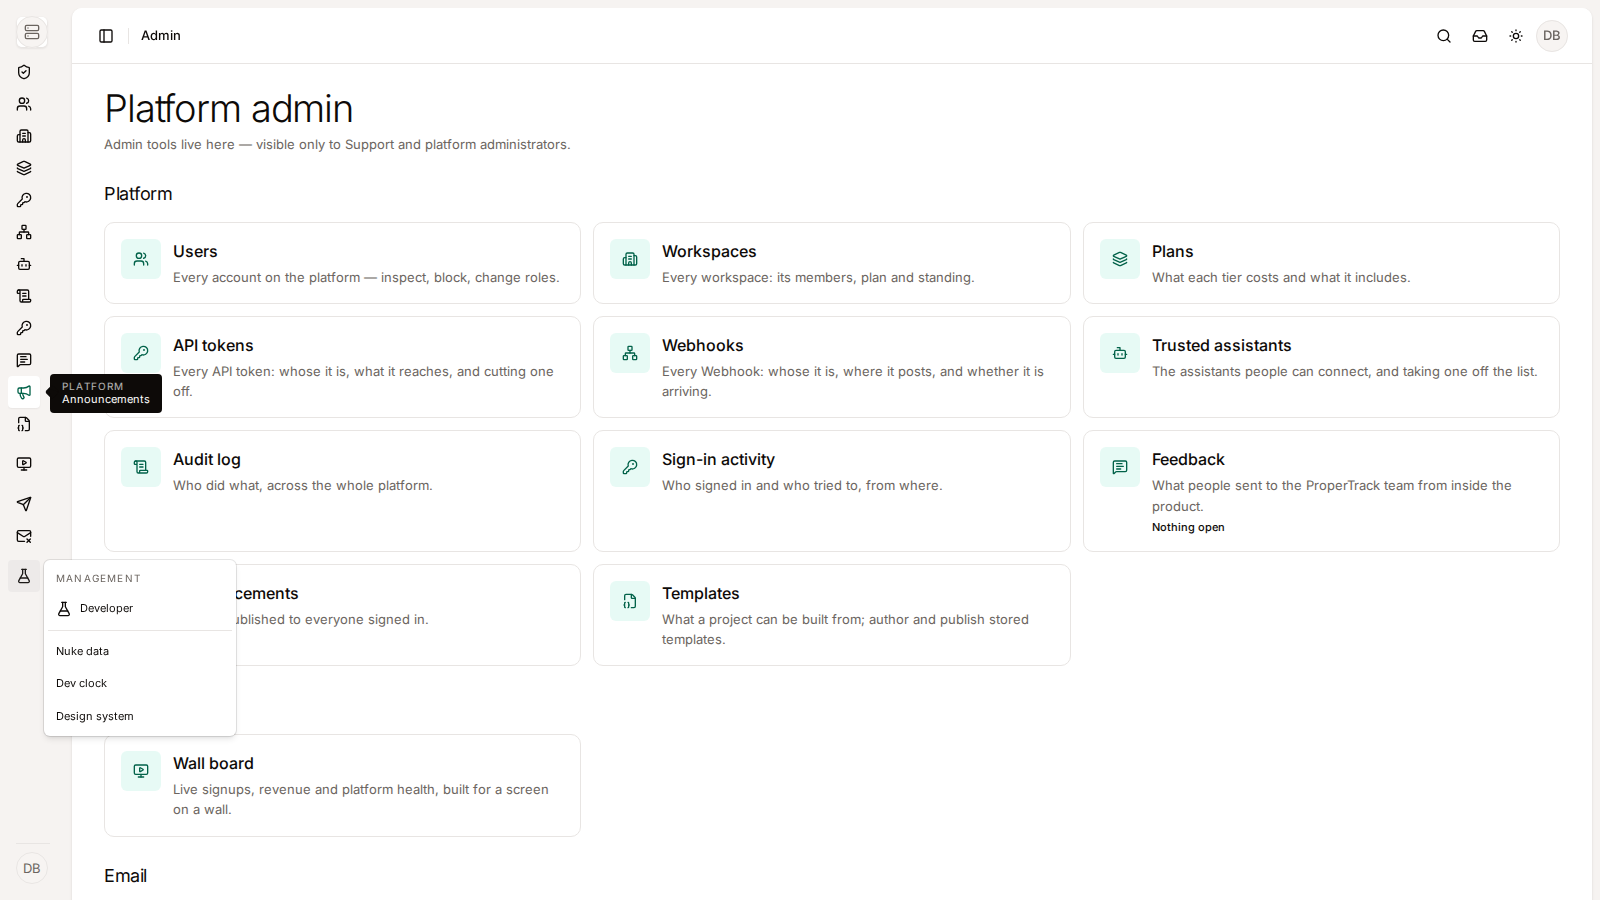 Admin
DB
Platform admin
Admin tools live here — visible only to Support and platform administrators.
Platform
Users
Every account on the platform — inspect, block, change roles.
Workspaces
Every workspace: its members, plan and standing.
Plans
What each tier costs and what it includes.
API tokens
Every API token: whose it is, what it reaches, and cutting one
off.
Webhooks
Every Webhook: whose it is, where it posts, and whether it is
arriving.
Trusted assistants
The assistants people can connect, and taking one off the list.
PLATFORM
Announcements
Audit log
Who did what, across the whole platform.
Sign-in activity
Who signed in and who tried to, from where.
Feedback
What people sent to the ProperTrack team from inside the
product.
Nothing open
cements
ublished to everyone signed in.
Templates
What a project can be built from; author and publish stored
templates.
MANAGEMENT
Developer
Nuke data
Dev clock
Design system
Wall board
Live signups, revenue and platform health, built for a screen
on a wall.
Email
DB